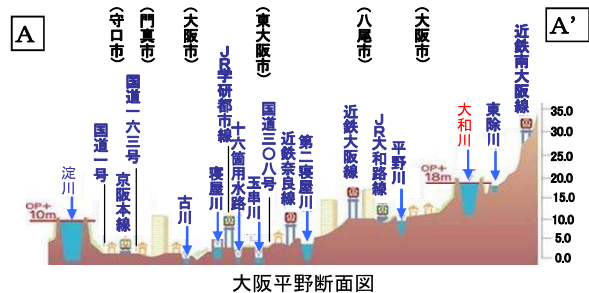 A
A’
(守口市)
(門真市)
(大阪市)
(東大阪市)
(八尾市)
(大阪市)
淀川
国道一号
国道一六三号
京阪本線
古川
寝屋川
JR学研都市線
十六箇用水路
玉串川
国道三〇八号
近鉄奈良線
第二寝屋川
近鉄大阪線
JR大和路線
平野川
大和川
東除川
近鉄南大阪線
OP+
10m
OP+
18m
35.0
30.0
25.0
20.0
15.0
10.0
5.0
0.0
大阪平野断面図